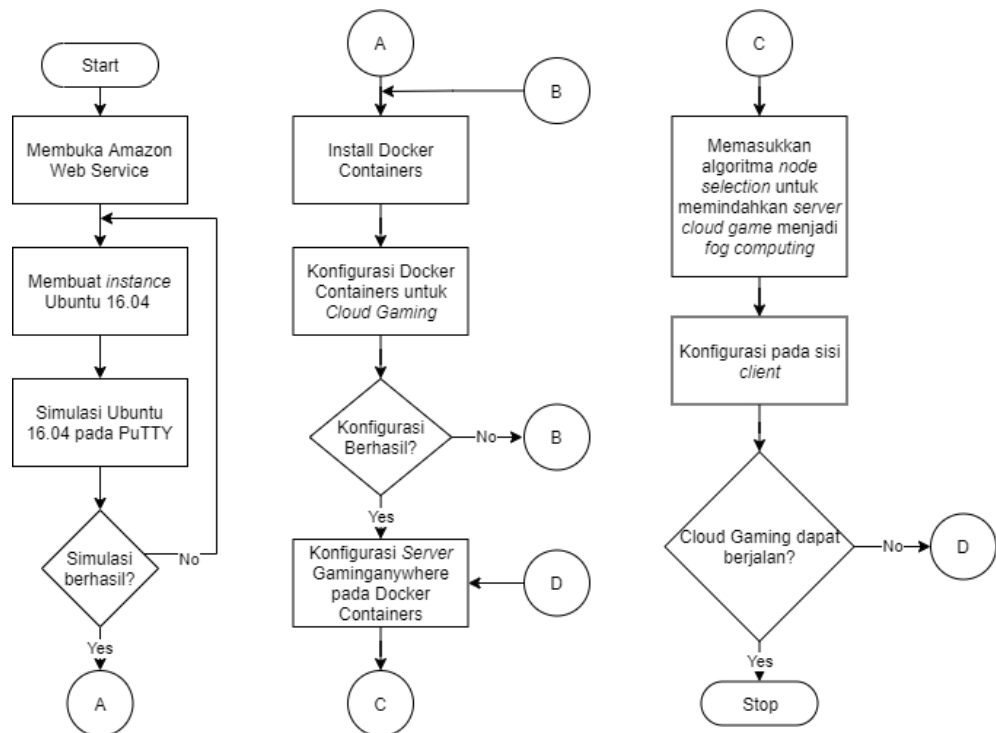 Start
Membuka Amazon
Web Service
Membuat instance
Ubuntu 16.04
Simulasi Ubuntu
16.04 pada PuTTY
Simulasi
berhasil?
No
Yes
A
A
B
Install Docker
Containers
Konfigurasi Docker
Containers untuk
Cloud Gaming
Konfigurasi
Berhasil?
No
B
Yes
Konfigurasi Server
Gaminganywhere
pada Docker
Containers
D
C
C
Memasukkan
algoritma node
selection untuk
memindahkan server
cloud game menjadi
fog computing
Konfigurasi pada sisi
client
Cloud Gaming dapat
berjalan?
No
D
Yes
Stop